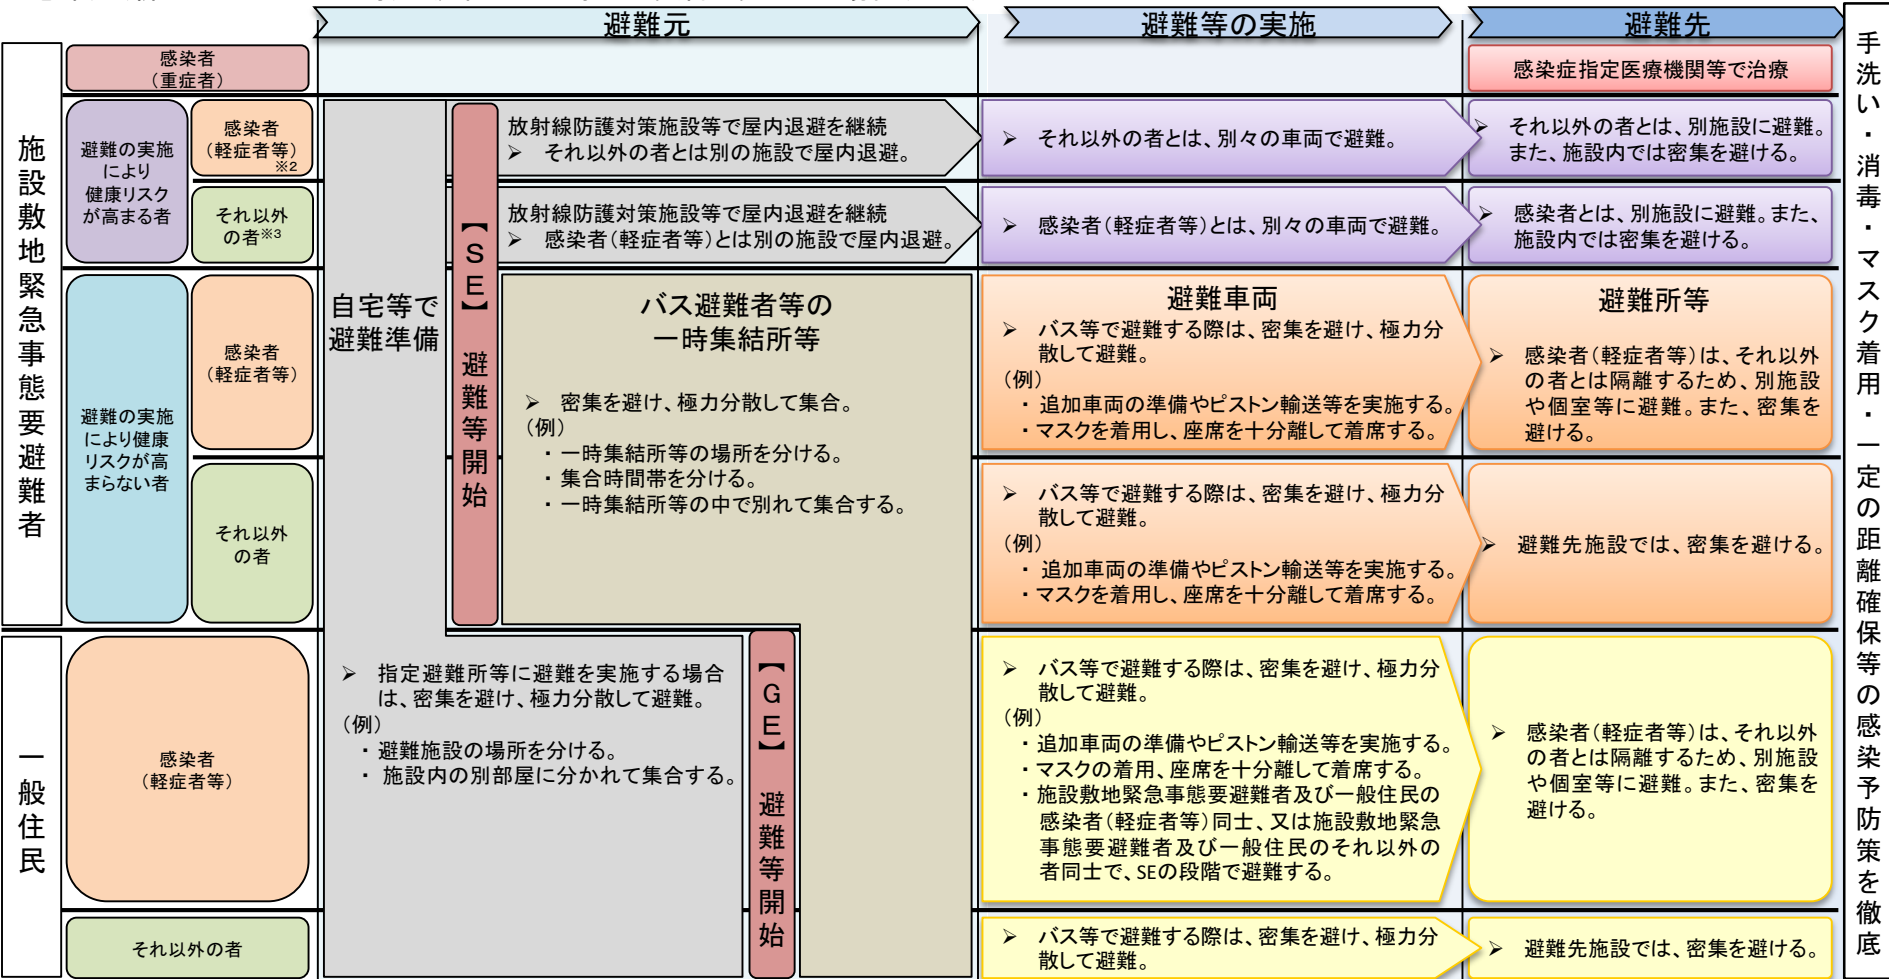 避難元
避難等の実施
避難先
手洗い・消毒・マスク着用・一定の距離確保等の感染予防策を徹底
施設敷地緊急事態要避難者
感染者
（重症者）
感染症指定医療機関等で治療
避難の実施
により
健康リスク
が高まる者
感染者
（軽症者等）
※2
放射線防護対策施設等で屋内退避を継続
➢ それ以外の者とは別の施設で屋内退避。
➢ それ以外の者とは、別々の車両で避難。
➢ それ以外の者とは、別施設に避難。
また、施設内では密集を避ける。
それ以外
の者※3
放射線防護対策施設等で屋内退避を継続
➢ 感染者（軽症者等）とは別の施設で屋内退避。
➢ 感染者（軽症者等）とは、別々の車両で避難。
➢ 感染者とは、別施設に避難。また、
施設内では密集を避ける。
避難の実施
により健康
リスクが高
まらない者
感染者
（軽症者等）
それ以外
の者
自宅等で
避難準備
【SE】 避難等開始
バス避難者等の
一時集結所等
➢ 密集を避け、極力分散して集合。
（例）
・一時集結所等の場所を分ける。
・集合時間帯を分ける。
・一時集結所等の中で別れて集合する。
避難車両
➢ バス等で避難する際は、密集を避け、極力分
散して避難。
（例）
・追加車両の準備やピストン輸送等を実施する。
・マスクを着用し、座席を十分離して着席する。
避難所等
➢ 感染者（軽症者等）は、それ以外
の者とは隔離するため、別施設
や個室等に避難。また、密集を
避ける。
➢ バス等で避難する際は、密集を避け、極力分
散して避難。
（例）
・追加車両の準備やピストン輸送等を実施する。
・マスクを着用し、座席を十分離して着席する。
➢ 避難先施設では、密集を避ける。
一般住民
感染者
（軽症者等）
➢ 指定避難所等に避難を実施する場合
は、密集を避け、極力分散して避難。
（例）
・避難施設の場所を分ける。
・施設内の別部屋に分かれて集合する。
【GE】 避難等開始
➢ バス等で避難する際は、密集を避け、極力分
散して避難。
（例）
・追加車両の準備やピストン輸送等を実施する。
・マスクの着用、座席を十分離して着席する。
・施設敷地緊急事態要避難者及び一般住民の
感染者（軽症者等）同士、又は施設敷地緊急
事態要避難者及び一般住民のそれ以外の
者同士で、SEの段階で避難する。
➢ 感染者（軽症者等）は、それ以外
の者とは隔離するため、別施設
や個室等に避難。また、密集を
避ける。
それ以外の者
➢ バス等で避難する際は、密集を避け、極力分
散して避難。
➢ 避難先施設では、密集を避ける。